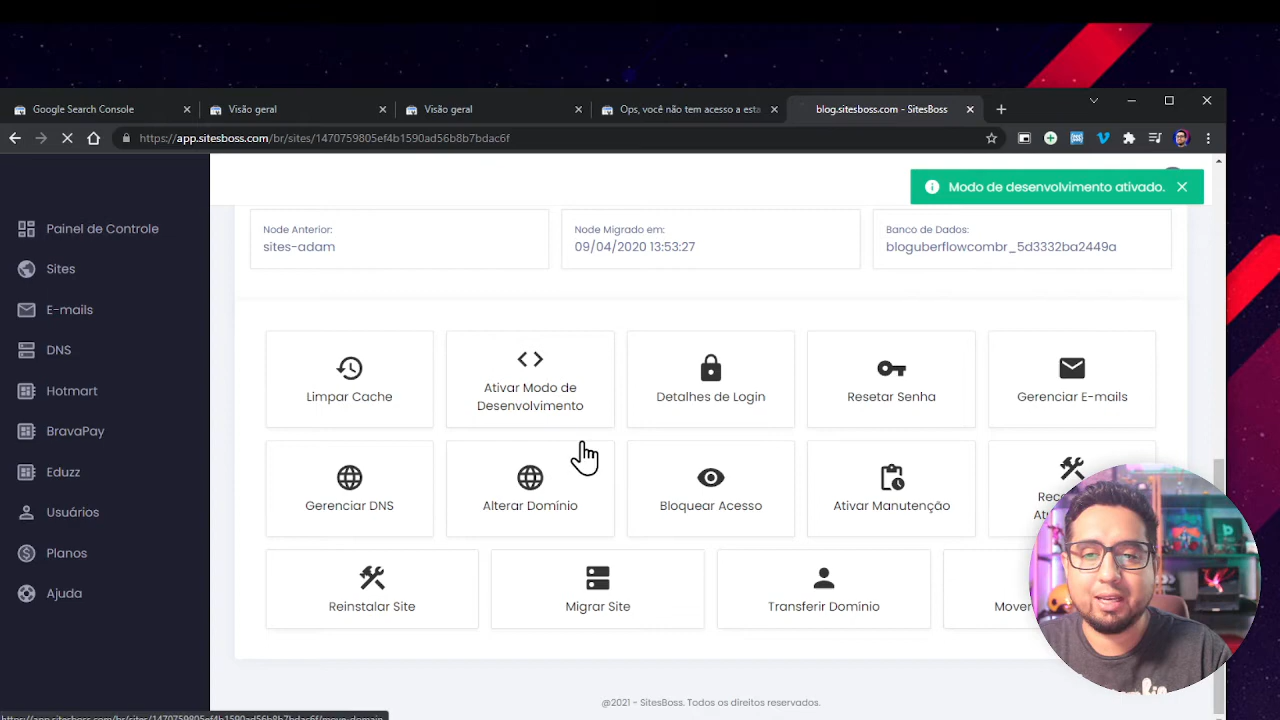 Google Search Console
Visão geral
Visão geral
Ops, você não tem acesso a esta
blog.sitesboss.com - SitesBoss
https://app.sitesboss.com/br/sites/1470759805ef4b1590ad56b8b7bdac6f
Modo de desenvolvimento ativado.
Painel de Controle
Sites
E-mails
DNS
Hotmart
BravaPay
Eduzz
Usuários
Planos
Ajuda
Node Anterior:
sites-adam
Node Migrado em:
09/04/2020 13:53:27
Banco de Dados:
bloguberflowcombr_5d3332ba2449a
Limpar Cache
Ativar Modo de
Desenvolvimento
Detalhes de Login
Resetar Senha
Gerenciar E-mails
Gerenciar DNS
Alterar Domínio
Bloquear Acesso
Ativar Manutenção
Reinstalar Site
Migrar Site
Transferir Domínio
@2021 - SitesBoss. Todos os direitos reservados.